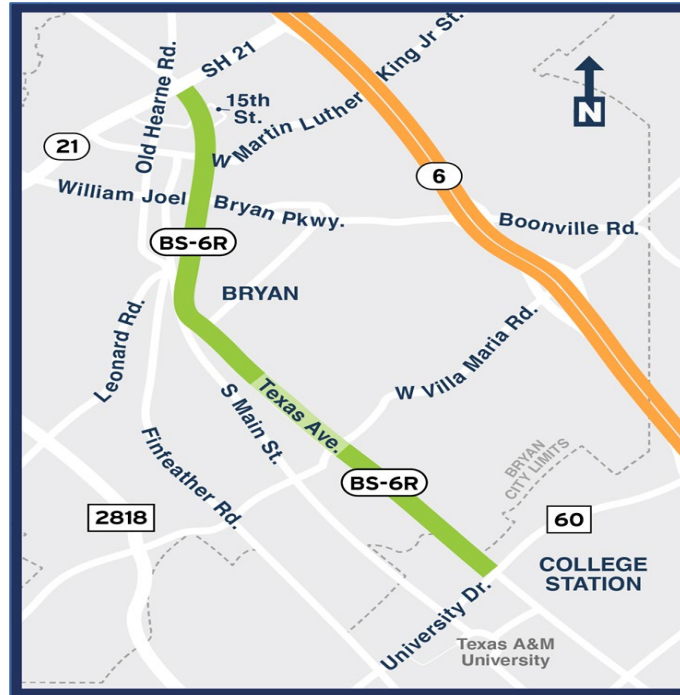 SH 21
Old Hearne Rd.
15th
St.
W Martin Luther King Jr St.
N
21
6
William Joel Bryan Pkwy.
Boonville Rd.
BS-6R
BRYAN
Leonard Rd.
W Villa Maria Rd.
Texas Ave.
S Main St.
Finfeather Rd.
BRYAN
CITY LIMITS
BS-6R
2818
60
COLLEGE
STATION
University Dr.
Texas A&M
University